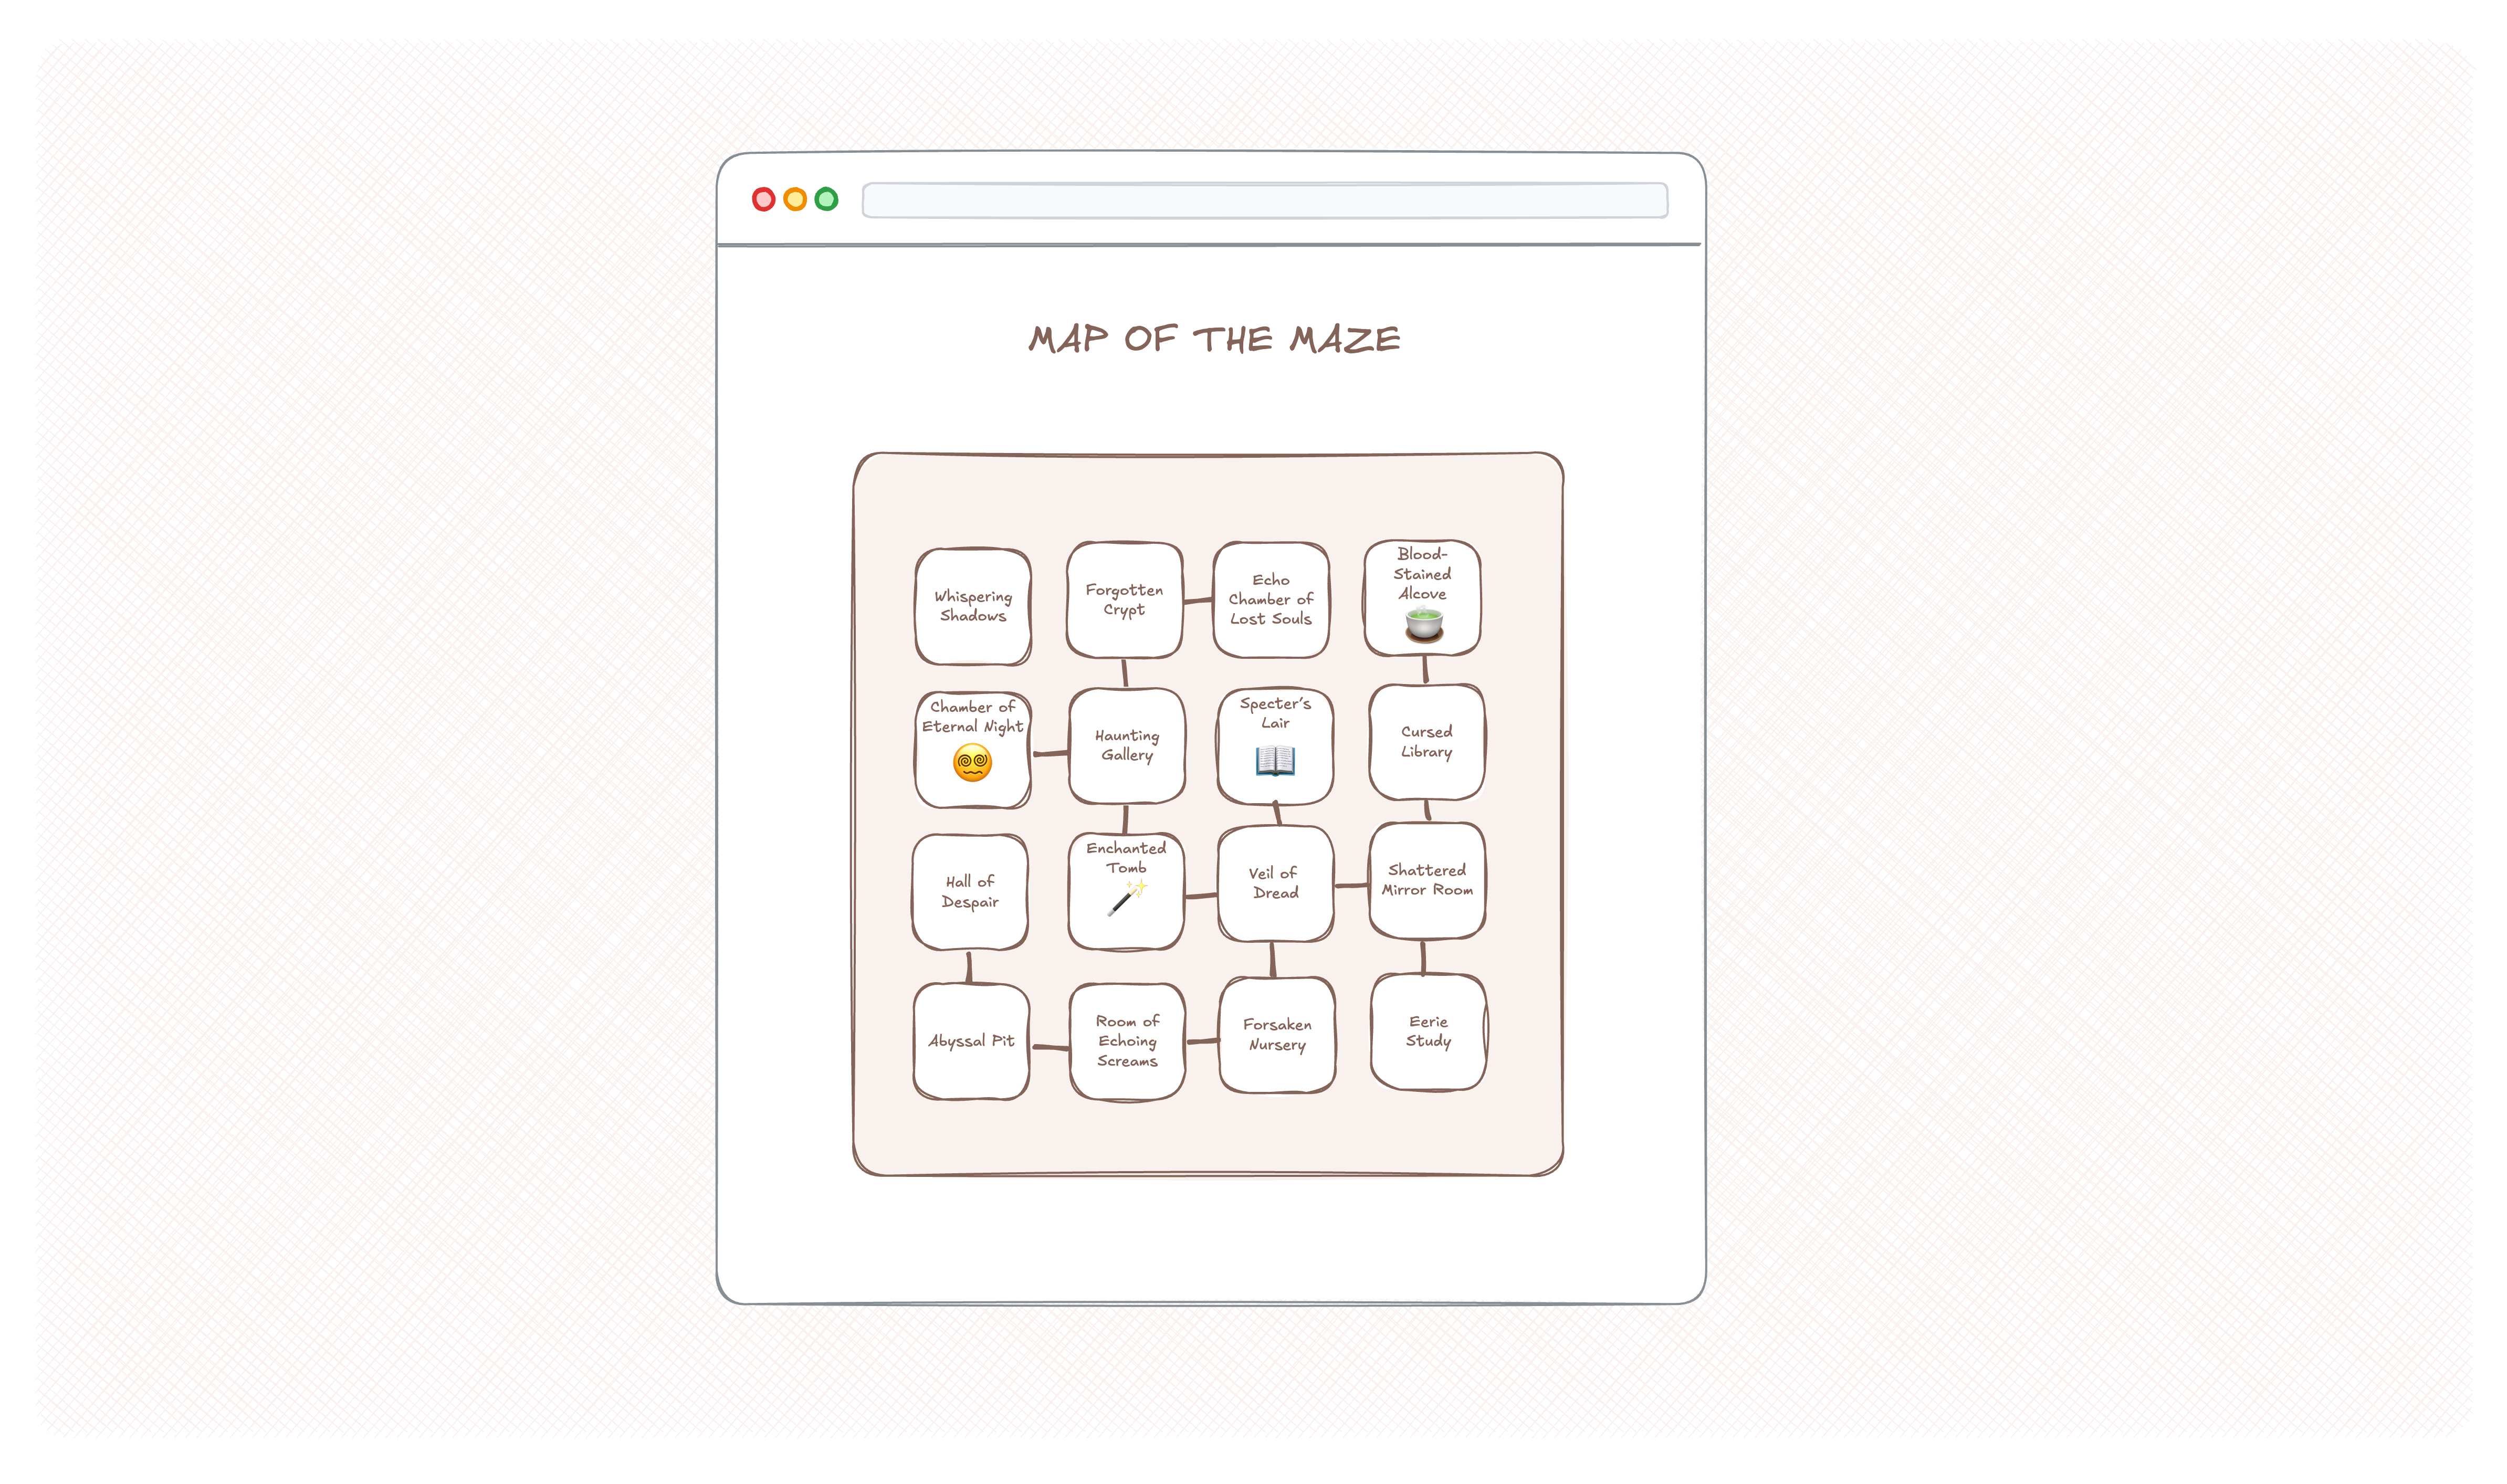 MAP OF THE MAZE
Whispering
Shadows
Forgotten
Crypt
Echo
Chamber of
Lost Souls
Blood-
Stained
Alcove
Chamber of
Eternal Night
Haunting
Gallery
Specter's
Lair
Cursed
Library
Hall of
Despair
Enchanted
Tomb
Veil of
Dread
Shattered
Mirror Room
Abyssal Pit
Room of
Echoing
Screams
Forsaken
Nursery
Eerie
Study